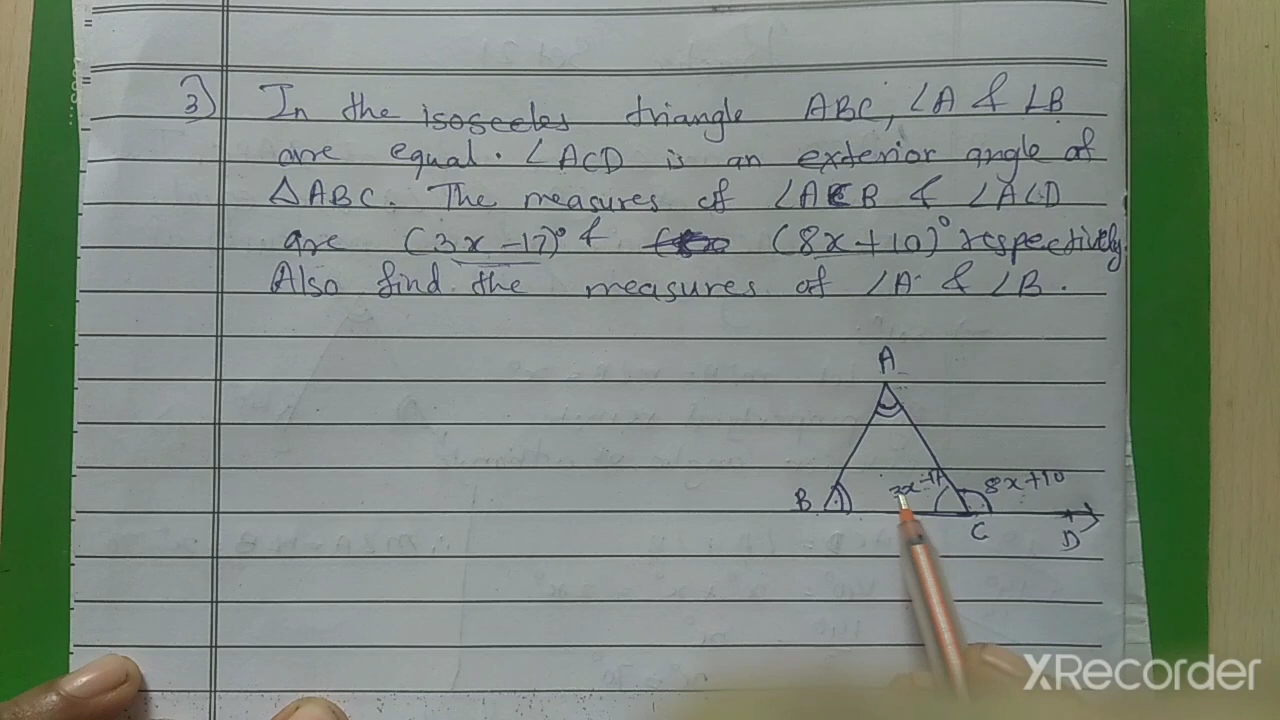 3) In the isosceles triangle ABC, ∠A & ∠B
are equal. ∠ACD is an exterior angle of
△ABC. The measures of ∠ACB & ∠ACD
are (3x-17)° & (8x+10)° respectively.
Also find the measures of ∠A & ∠B.
A
B 3x-17 8x+10
C D
XRecorder